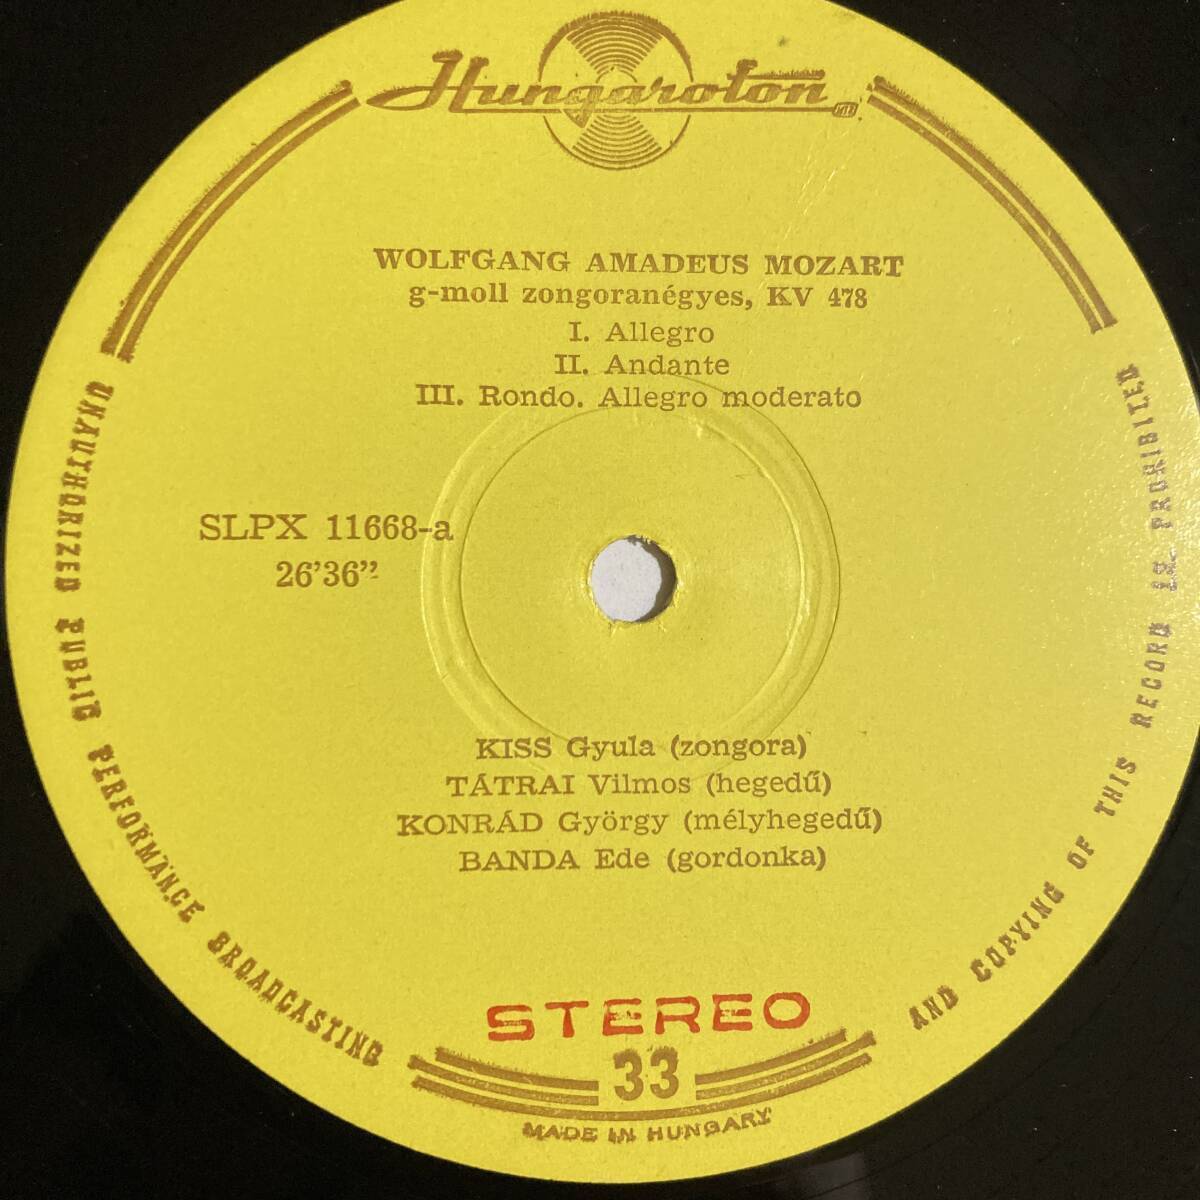 Hungaroton
WOLFGANG AMADEUS MOZART
g-moll zongoranégyes, KV 478
I. Allegro
II. Andante
III. Rondo. Allegro moderato
SLPX 11668-a
26'36"
KISS Gyula (zongora)
TÁTRAI Vilmos (hegedű)
KONRÁD György (mélyhegedű)
BANDA Ede (gordonka)
STEREO
33
MADE IN HUNGARY
UNAUTHORIZED PUBLIC PERFORMANCE BROADCASTING AND COPYING OF THIS RECORD IS PROHIBITED